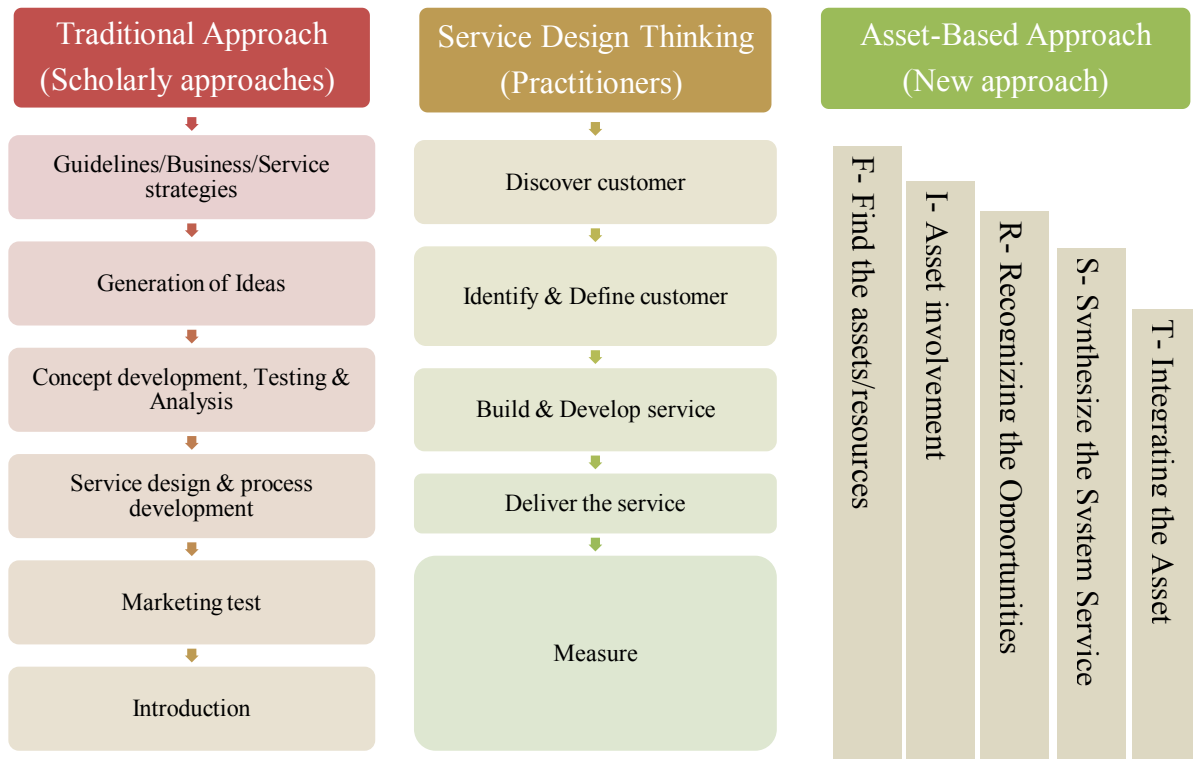 Traditional Approach
(Scholarly approaches)
Guidelines/Business/Service
strategies
Generation of Ideas
Concept development, Testing &
Analysis
Service design & process
development
Marketing test
Introduction
Service Design Thinking
(Practitioners)
Discover customer
Identify & Define customer
Build & Develop service
Deliver the service
Measure
Asset-Based Approach
(New approach)
F- Find the assets/resources
I- Asset involvement
R- Recognizing the Opportunities
S- Synthesize the System Service
T- Integrating the Asset